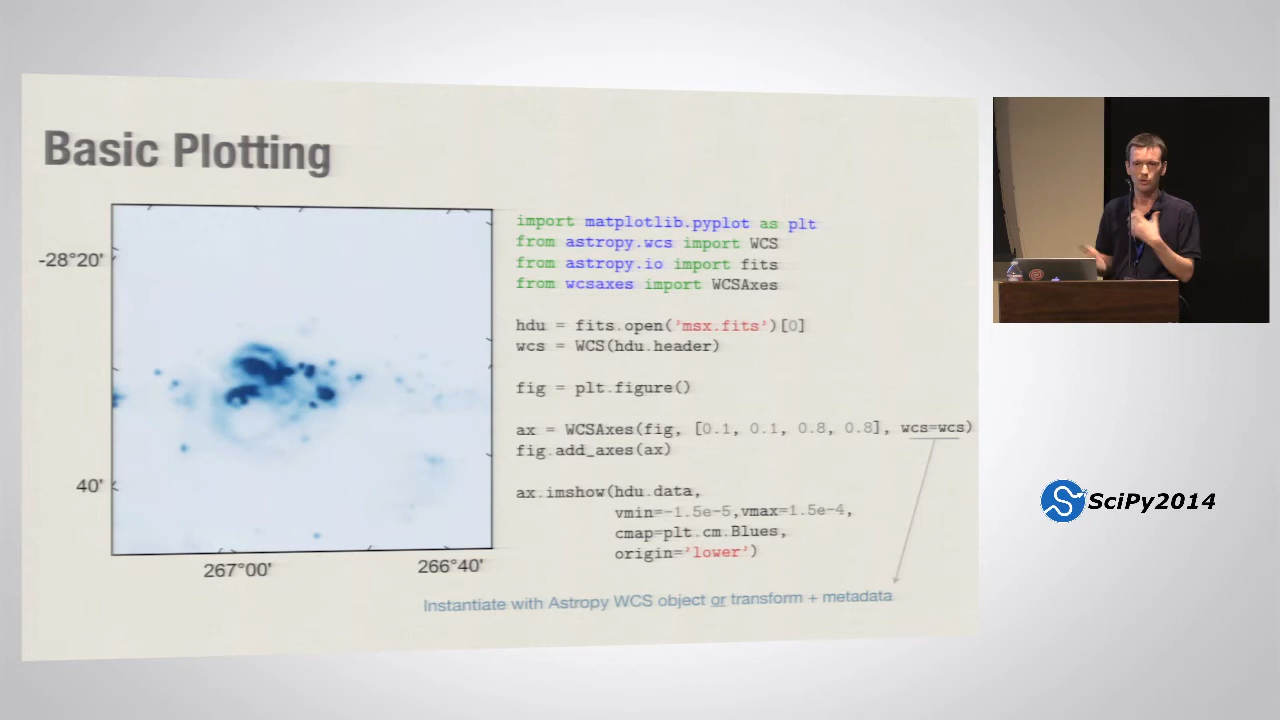 Basic Plotting
-28°20'
40'
267°00'
266°40'
import matplotlib.pyplot as plt
from astropy.wcs import WCS
from astropy.io import fits
from wcsaxes import WCSAxes
hdu = fits.open('msx.fits')[0]
wcs = WCS(hdu.header)
fig = plt.figure()
ax = WCSAxes(fig, [0.1, 0.1, 0.8, 0.8], wcs=wcs)
fig.add_axes(ax)
ax.imshow(hdu.data,
vmin=-1.5e-5,vmax=1.5e-4,
cmap=plt.cm.Blues,
origin='lower')
Instantiate with Astropy WCS object or transform + metadata
SciPy2014